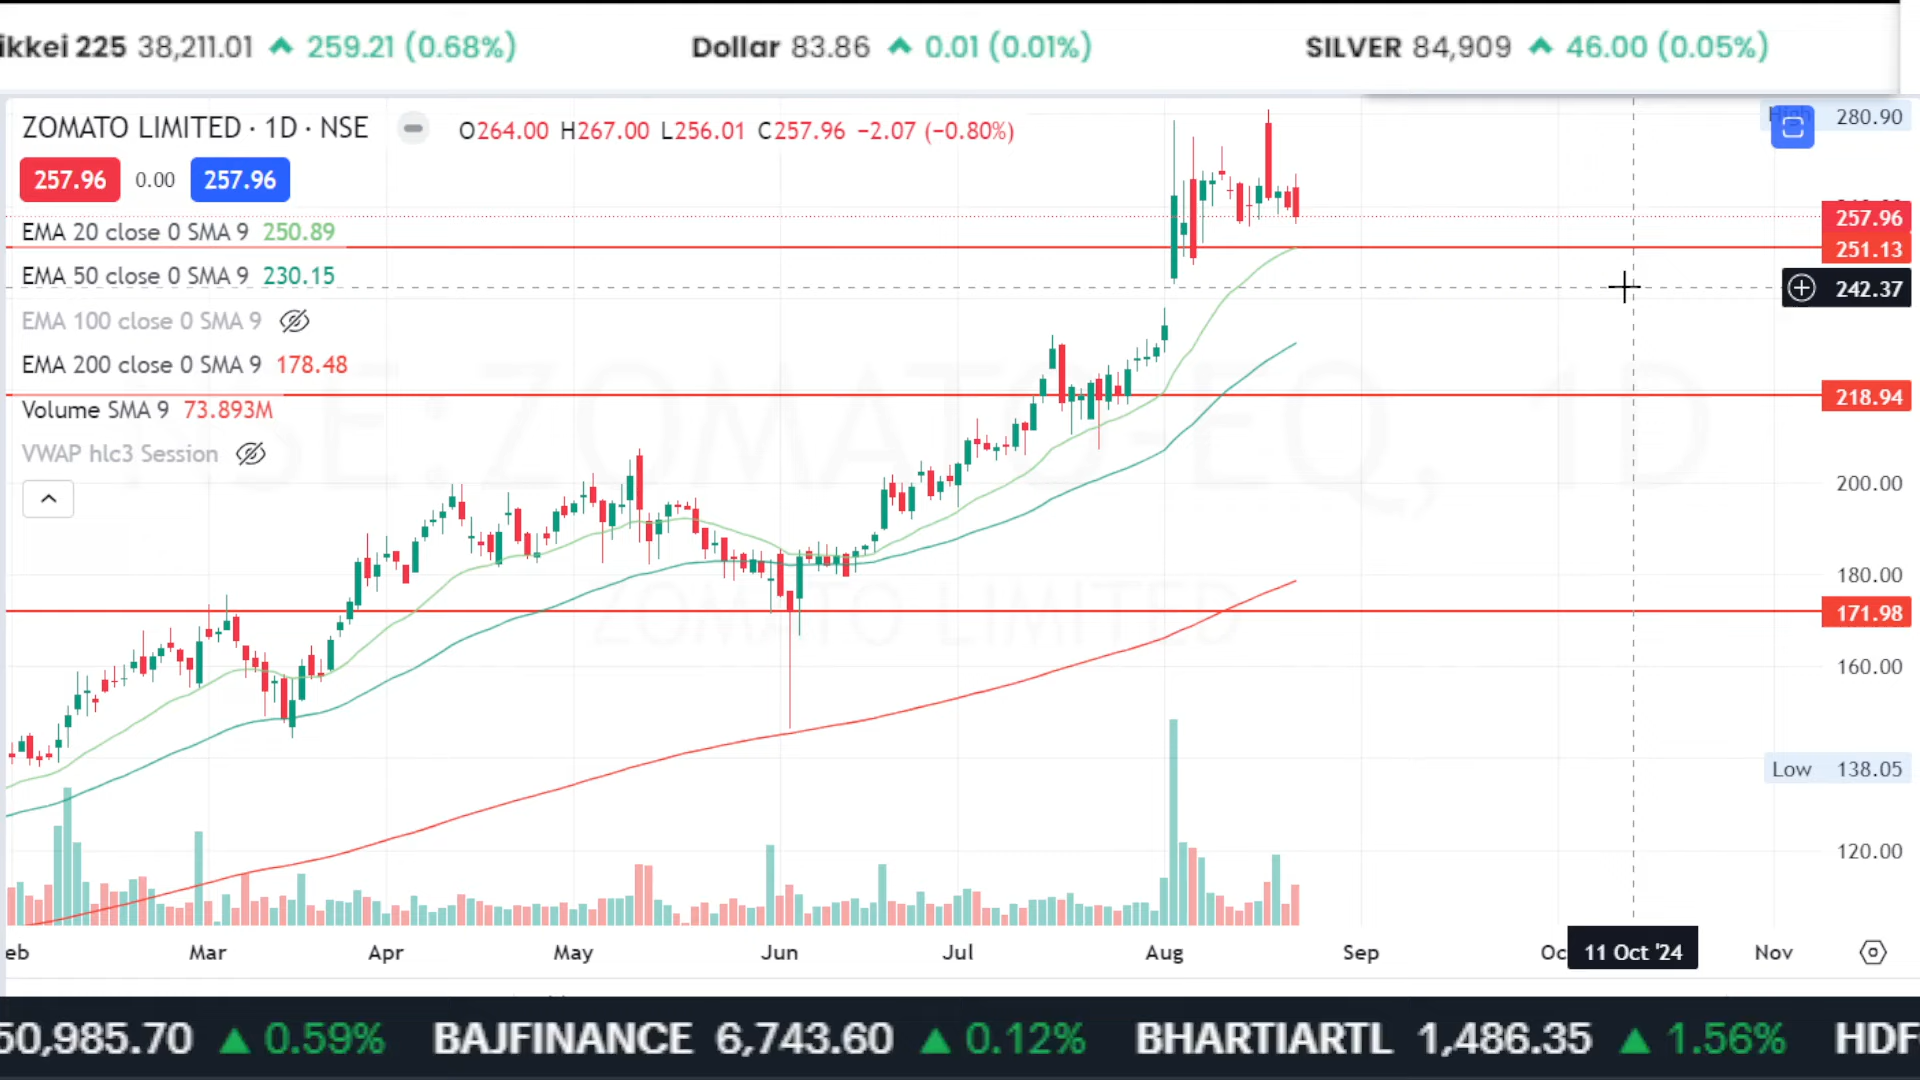 ikkei 225 38,211.01 259.21 (0.68%) Dollar 83.86 0.01 (0.01%) SILVER 84,909 46.00 (0.05%)
ZOMATO LIMITED · 1D · NSE O264.00 H267.00 L256.01 C257.96 −2.07 (−0.80%)
High 280.90
257.96 0.00 257.96
257.96
EMA 20 close 0 SMA 9 250.89
251.13
EMA 50 close 0 SMA 9 230.15
242.37
EMA 100 close 0 SMA 9
EMA 200 close 0 SMA 9 178.48
218.94
Volume SMA 9 73.893M
VWAP hlc3 Session
NSE:ZOMATO-EQ, 1D
200.00
180.00
ZOMATO LIMITED
171.98
160.00
Low 138.05
120.00
eb Mar Apr May Jun Jul Aug Sep Oc 11 Oct '24 Nov
50,985.70 ▲ 0.59% BAJFINANCE 6,743.60 ▲ 0.12% BHARTIARTL 1,486.35 ▲ 1.56% HDF